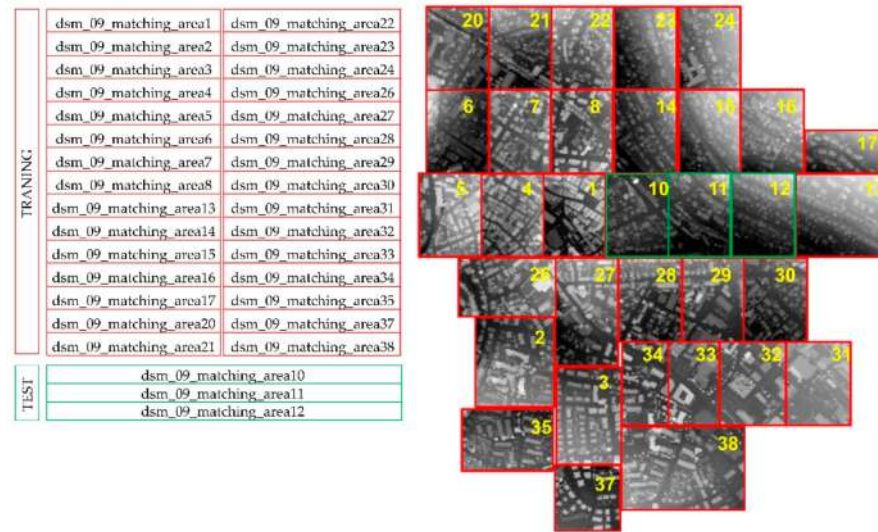 TRANING
dsm_09_matching_area1 dsm_09_matching_area22
dsm_09_matching_area2 dsm_09_matching_area23
dsm_09_matching_area3 dsm_09_matching_area24
dsm_09_matching_area4 dsm_09_matching_area26
dsm_09_matching_area5 dsm_09_matching_area27
dsm_09_matching_area6 dsm_09_matching_area28
dsm_09_matching_area7 dsm_09_matching_area29
dsm_09_matching_area8 dsm_09_matching_area30
dsm_09_matching_area13 dsm_09_matching_area31
dsm_09_matching_area14 dsm_09_matching_area32
dsm_09_matching_area15 dsm_09_matching_area33
dsm_09_matching_area16 dsm_09_matching_area34
dsm_09_matching_area17 dsm_09_matching_area35
dsm_09_matching_area20 dsm_09_matching_area37
dsm_09_matching_area21 dsm_09_matching_area38
TEST
dsm_09_matching_area10
dsm_09_matching_area11
dsm_09_matching_area12
20 21 22 23 24
6 7 8 14 15 16
17
5 4 1 10 11 12
26 27 28 29 30
2
34 33 32 31
3
35 38
37